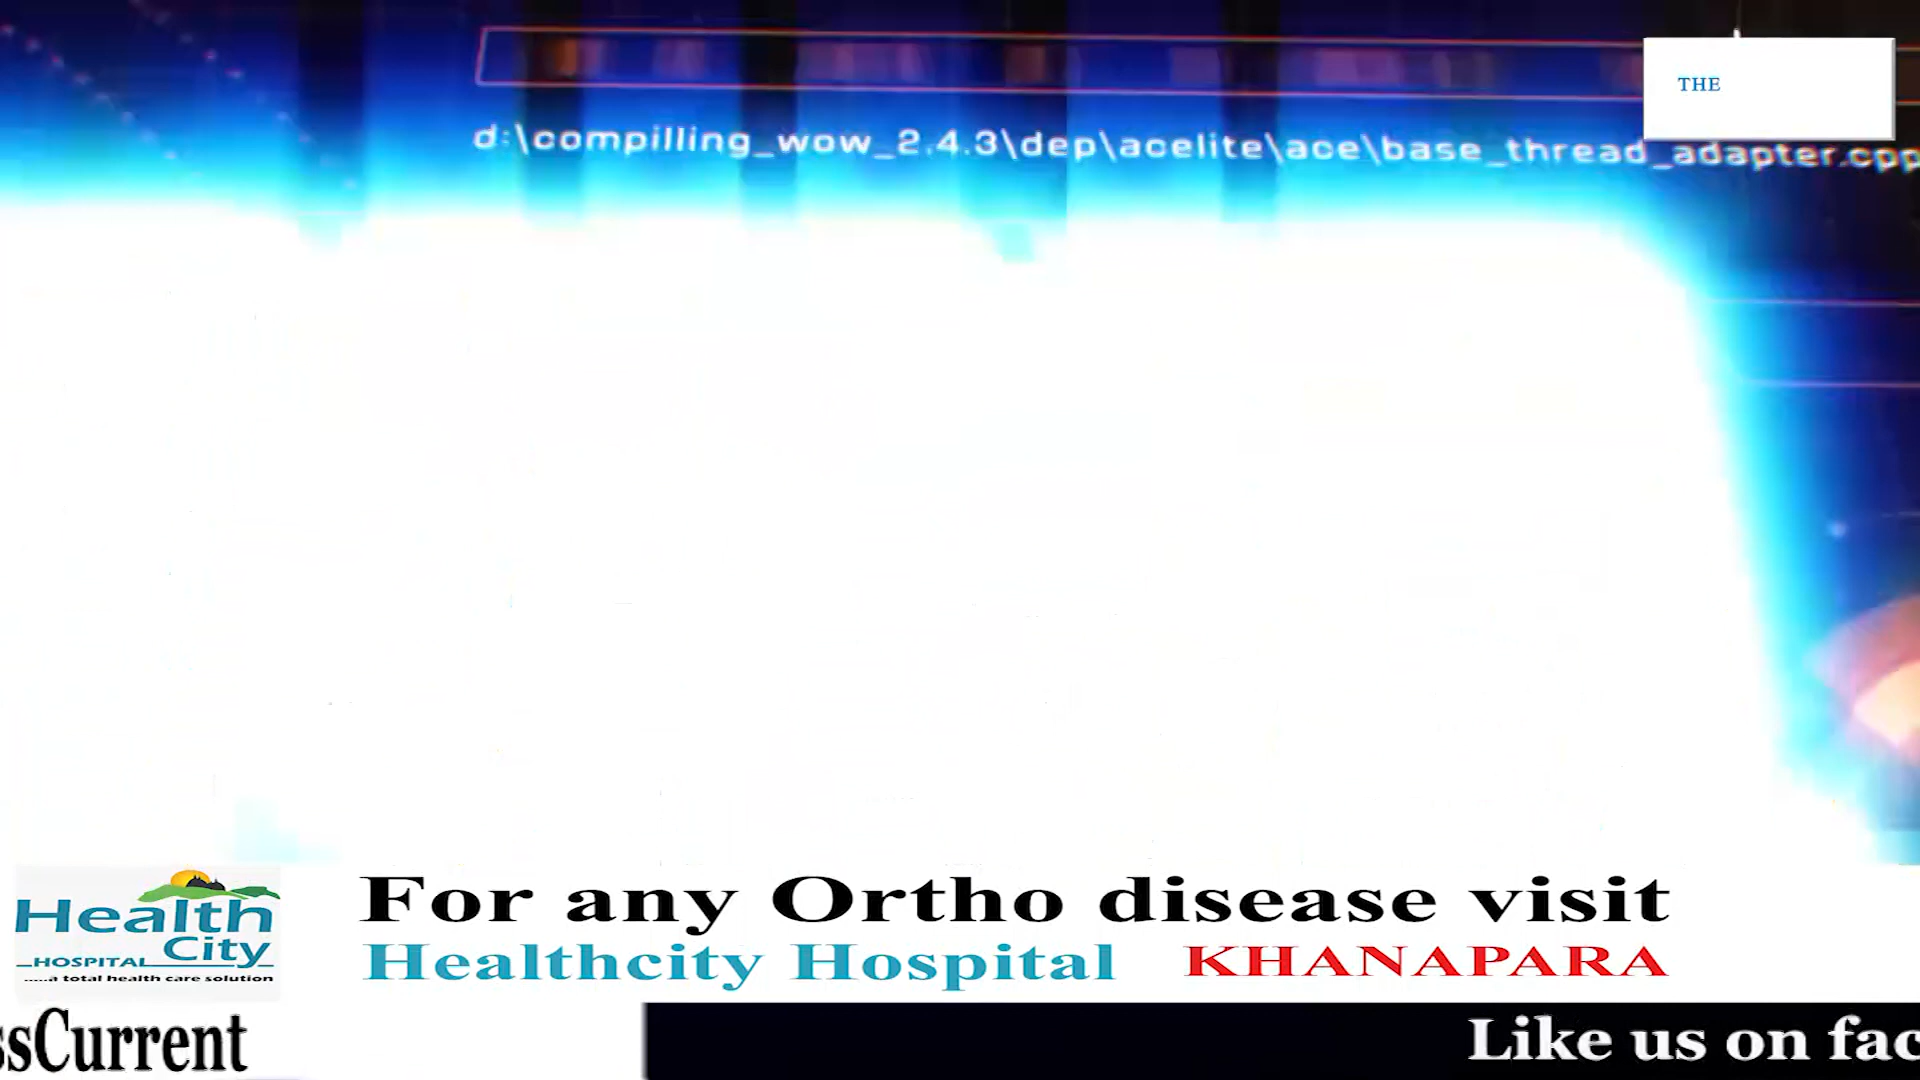 THE
d:\compilling_wow_2.4.3\dep\acelite\ace\base_thread_adapter.cpp
Health
City
HOSPITAL
.....a total health care solution
For any Ortho disease visit
Healthcity Hospital KHANAPARA
ssCurrent
Like us on fac